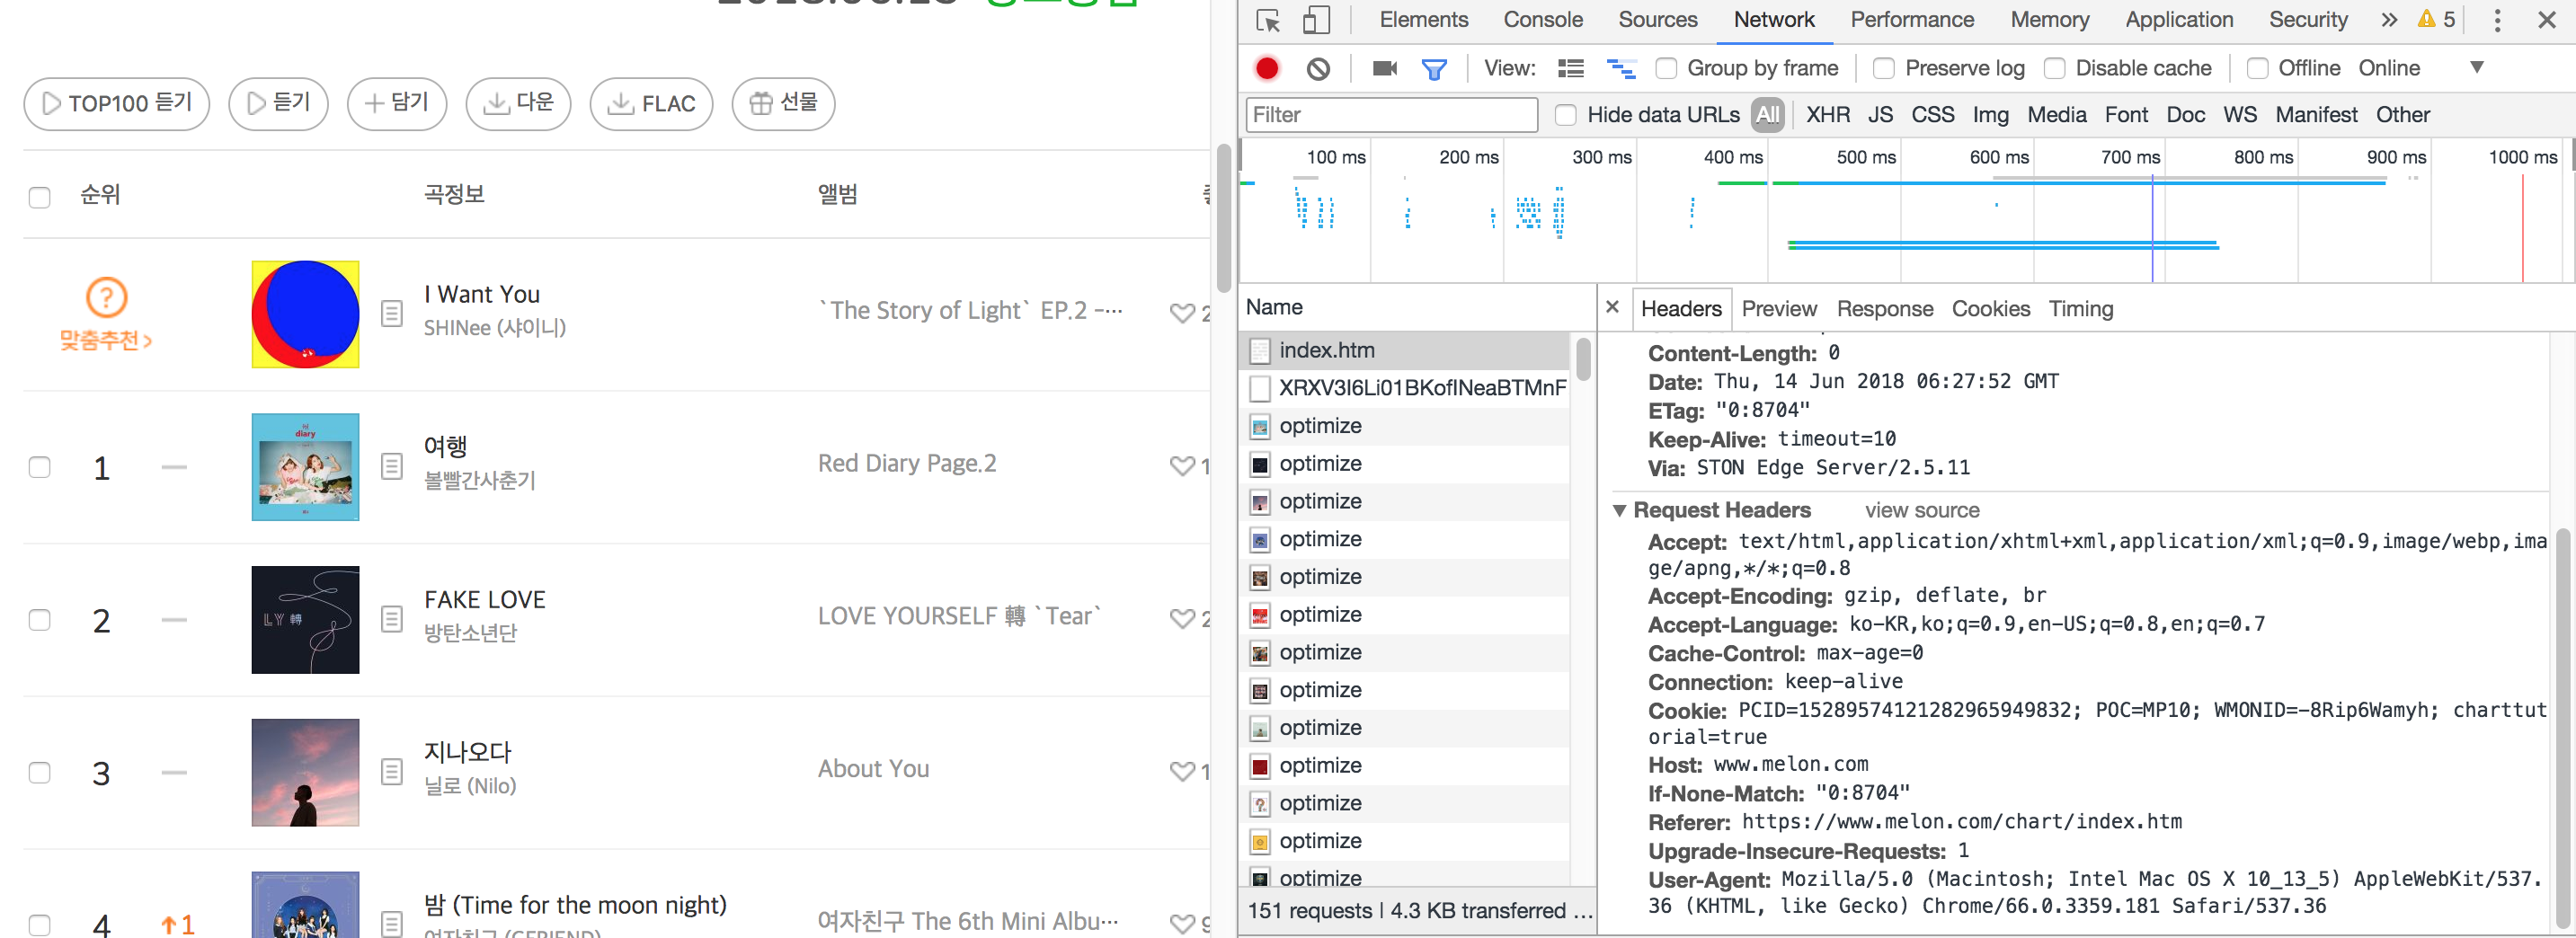 TOP100 듣기 듣기 담기 다운 FLAC 선물
순위 곡정보 앨범
맞춤추천 >
I Want You
SHINee (샤이니)
`The Story of Light` EP.2 -···
1
여행
볼빨간사춘기
Red Diary Page.2
2
LY 轉
FAKE LOVE
방탄소년단
LOVE YOURSELF 轉 `Tear`
3
지나오다
닐로 (Nilo)
About You
4
1
밤 (Time for the moon night)
여자친구 (GFRIEND)
여자친구 The 6th Mini Albu···
Elements Console Sources Network Performance Memory Application Security » 5
View: Group by frame Preserve log Disable cache Offline Online
Filter Hide data URLs All XHR JS CSS Img Media Font Doc WS Manifest Other
100 ms 200 ms 300 ms 400 ms 500 ms 600 ms 700 ms 800 ms 900 ms 1000 ms
Name
index.htm
XRXV3I6Li01BKofINeaBTMnF
optimize
optimize
optimize
optimize
optimize
optimize
optimize
optimize
optimize
optimize
optimize
optimize
optimize
151 requests | 4.3 KB transferred ...
Headers Preview Response Cookies Timing
Content-Length: 0
Date: Thu, 14 Jun 2018 06:27:52 GMT
ETag: "0:8704"
Keep-Alive: timeout=10
Via: STON Edge Server/2.5.11
Request Headers view source
Accept: text/html,application/xhtml+xml,application/xml;q=0.9,image/webp,ima
ge/apng,*/*;q=0.8
Accept-Encoding: gzip, deflate, br
Accept-Language: ko-KR,ko;q=0.9,en-US;q=0.8,en;q=0.7
Cache-Control: max-age=0
Connection: keep-alive
Cookie: PCID=15289574121282965949832; POC=MP10; WMONID=-8Rip6Wamyh; charttut
orial=true
Host: www.melon.com
If-None-Match: "0:8704"
Referer: https://www.melon.com/chart/index.htm
Upgrade-Insecure-Requests: 1
User-Agent: Mozilla/5.0 (Macintosh; Intel Mac OS X 10_13_5) AppleWebKit/537.
36 (KHTML, like Gecko) Chrome/66.0.3359.181 Safari/537.36